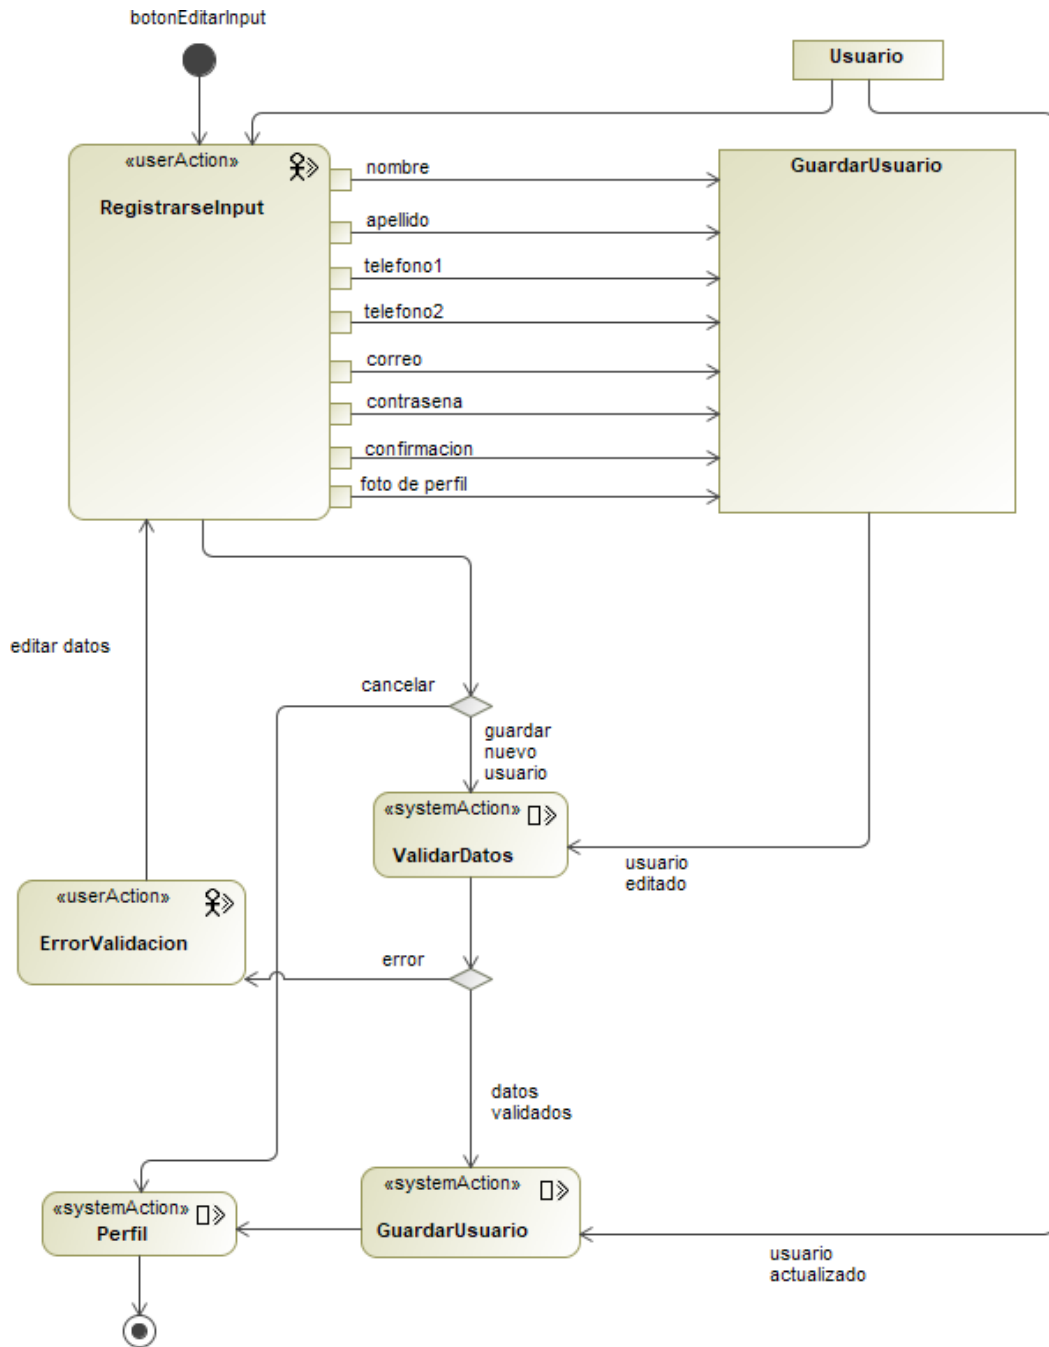 botonEditarInput
Usuario
«userAction»
RegistrarseInput
nombre
apellido
telefono1
telefono2
correo
contrasena
confirmacion
foto de perfil
GuardarUsuario
editar datos
cancelar
guardar
nuevo
usuario
«systemAction»
ValidarDatos
usuario
editado
«userAction»
ErrorValidacion
error
datos
validados
«systemAction»
GuardarUsuario
«systemAction»
Perfil
usuario
actualizado